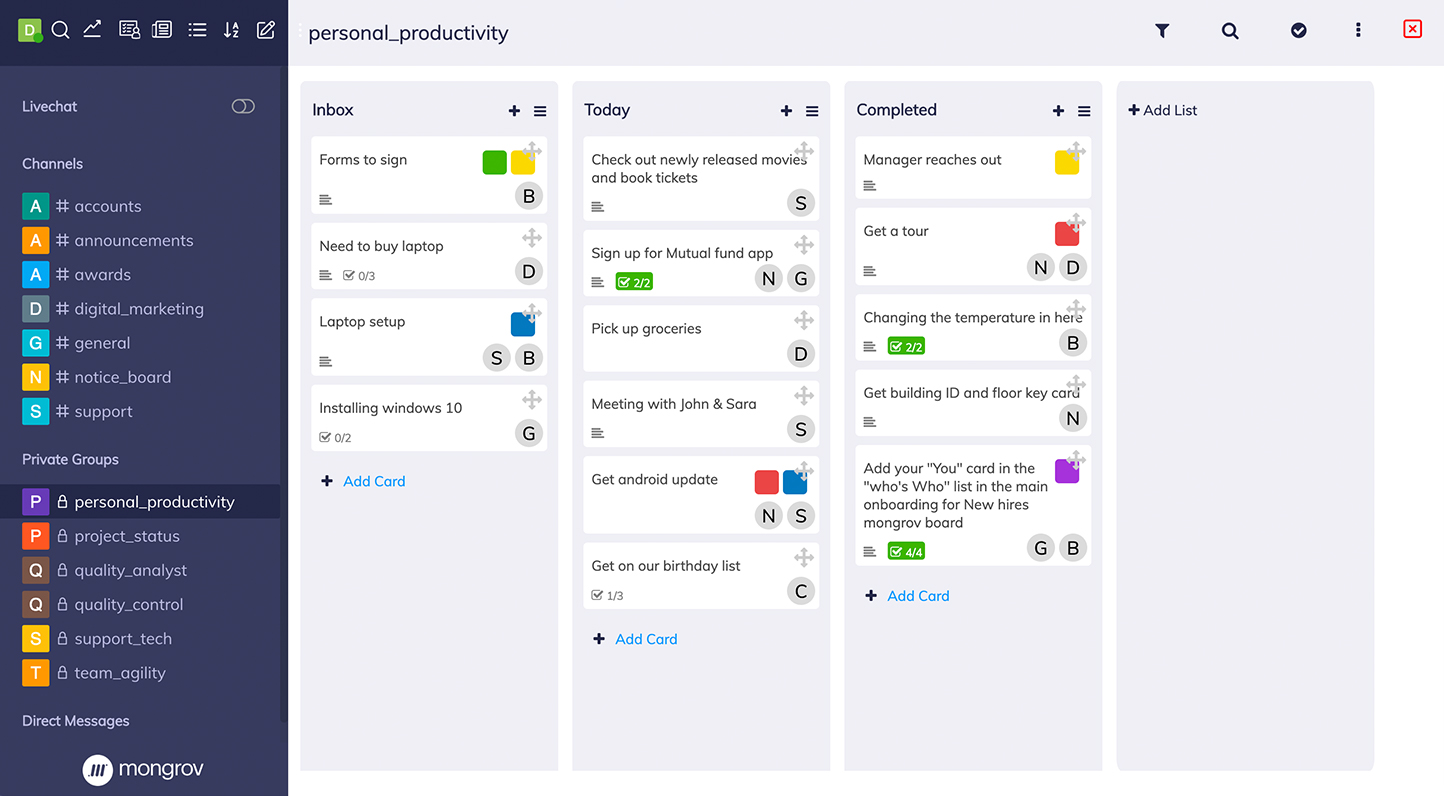 D
personal_productivity
Livechat
Channels
A # accounts
A # announcements
A # awards
D # digital_marketing
G # general
N # notice_board
S # support
Private Groups
P personal_productivity
P project_status
Q quality_analyst
Q quality_control
S support_tech
T team_agility
Direct Messages
mongrov
Inbox
Forms to sign
B
Need to buy laptop
0/3
D
Laptop setup
S B
Installing windows 10
0/2
G
+ Add Card
Today
Check out newly released movies
and book tickets
S
Sign up for Mutual fund app
2/2
N G
Pick up groceries
D
Meeting with John & Sara
S
Get android update
N S
Get on our birthday list
1/3
C
+ Add Card
Completed
Manager reaches out
Get a tour
N D
Changing the temperature in here
2/2
B
Get building ID and floor key card
N
Add your "You" card in the
"who's Who" list in the main
onboarding for New hires
mongrov board
4/4
G B
+ Add Card
+ Add List